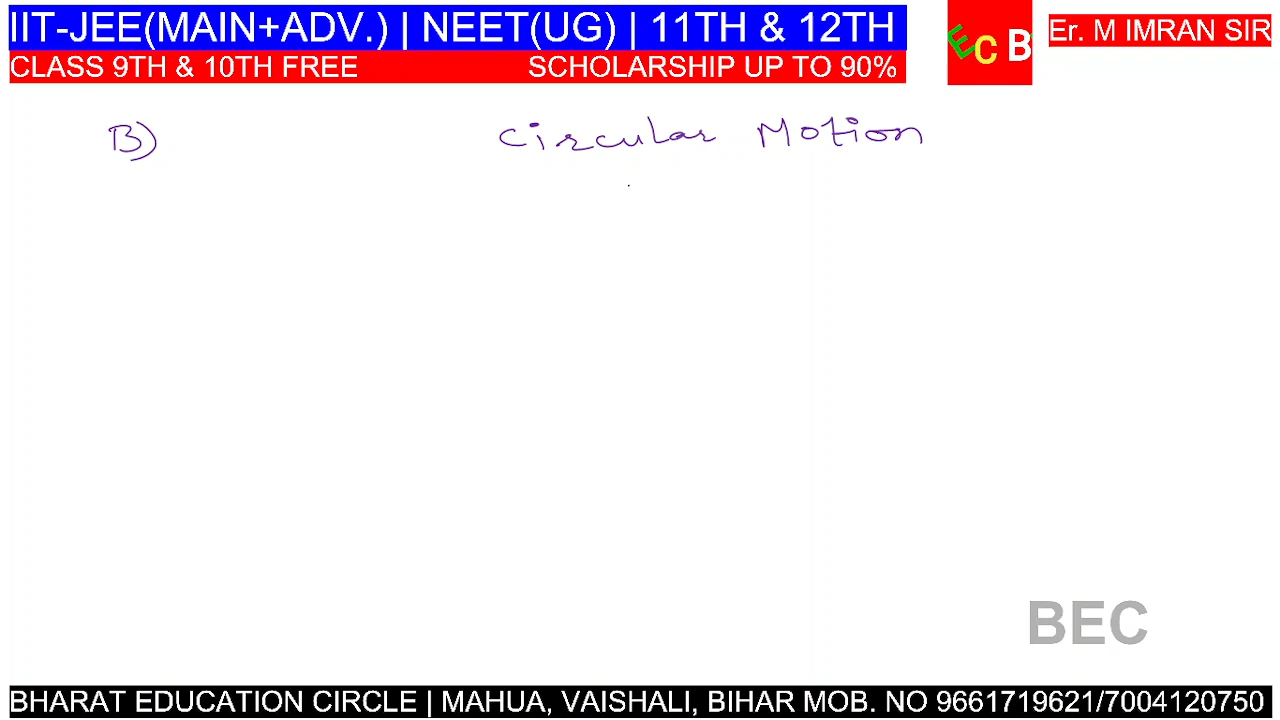 IIT-JEE(MAIN+ADV.) | NEET(UG) | 11TH & 12TH
CLASS 9TH & 10TH FREE SCHOLARSHIP UP TO 90%
ECB
Er. M IMRAN SIR
B) Circular Motion
BEC
BHARAT EDUCATION CIRCLE | MAHUA, VAISHALI, BIHAR MOB. NO 9661719621/7004120750